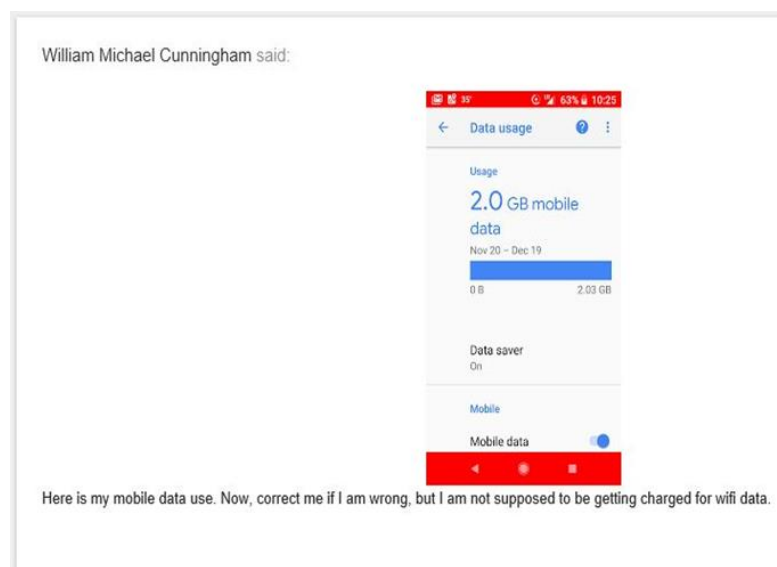 William Michael Cunningham said:
35° 63% 10:25
Data usage
Usage
2.0 GB mobile
data
Nov 20 – Dec 19
0 B 2.03 GB
Data saver
On
Mobile
Mobile data
Here is my mobile data use. Now, correct me if I am wrong, but I am not supposed to be getting charged for wifi data.